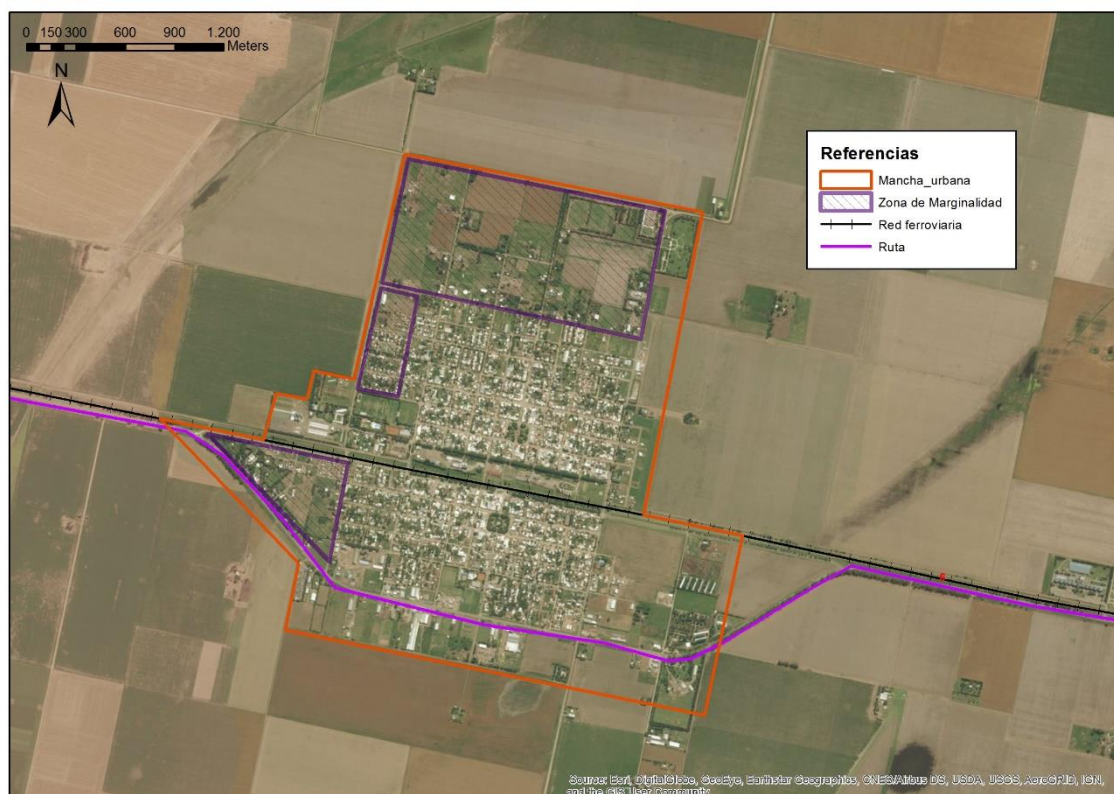 0 150 300 600 900 1.200
Meters
N
Referencias
Mancha_urbana
Zona de Marginalidad
Red ferroviaria
Ruta
Source: Esri, DigitalGlobe, GeoEye, Earthstar Geographics, CNES/Airbus DS, USDA, USGS, AeroGRID, IGN,
and the GIS User Community